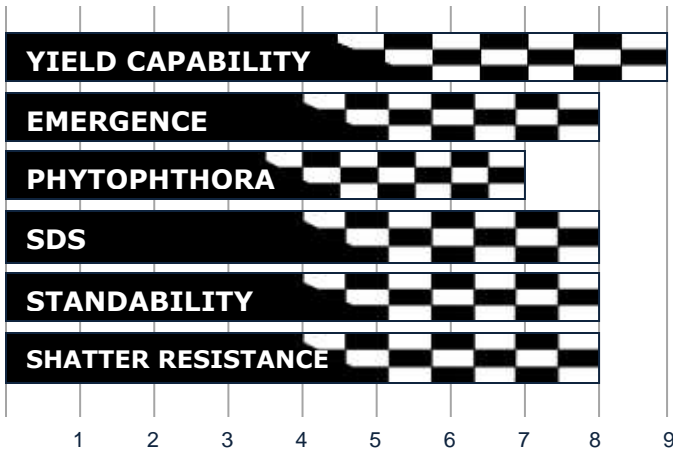 YIELD CAPABILITY
EMERGENCE
PHYTOPHTHORA
SDS
STANDABILITY
SHATTER RESISTANCE
1 2 3 4 5 6 7 8 9